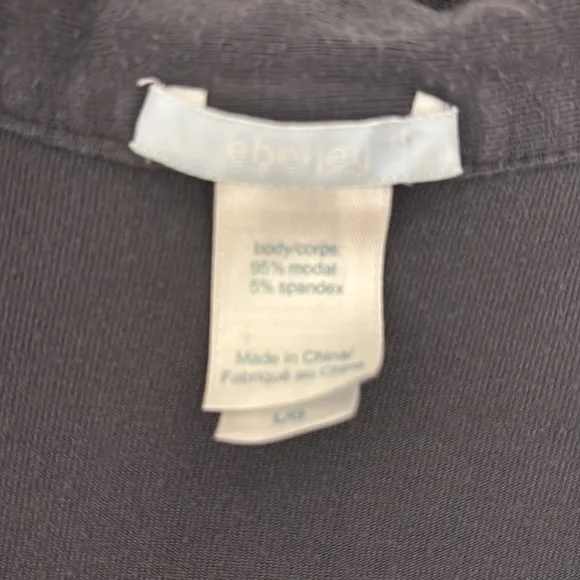 eberjey
body/corps:
95% modal
5% spandex
Made in China/
Fabriqué au Chine